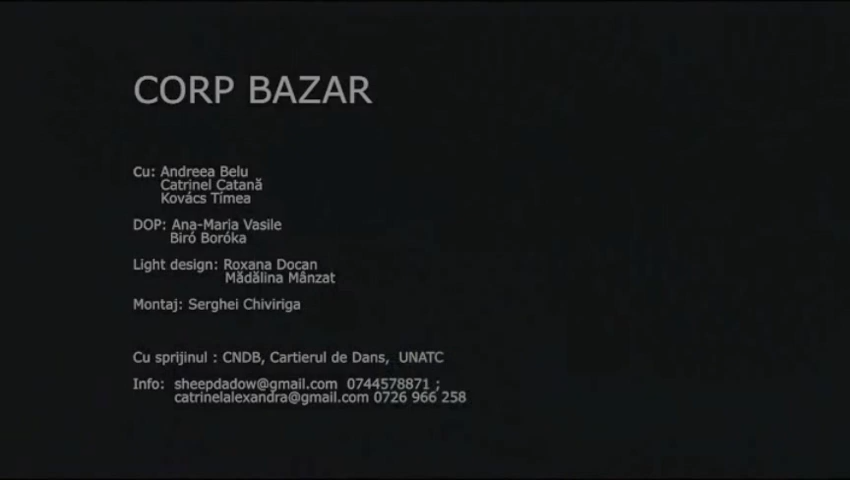 CORP BAZAR
Cu: Andreea Belu
Catrinel Catană
Kovács Tímea
DOP: Ana-Maria Vasile
Biró Boróka
Light design: Roxana Docan
Mădălina Mânzat
Montaj: Serghei Chiviriga
Cu sprijinul : CNDB, Cartierul de Dans, UNATC
Info: sheepdadow@gmail.com 0744578871 ;
catrinelalexandra@gmail.com 0726 966 258